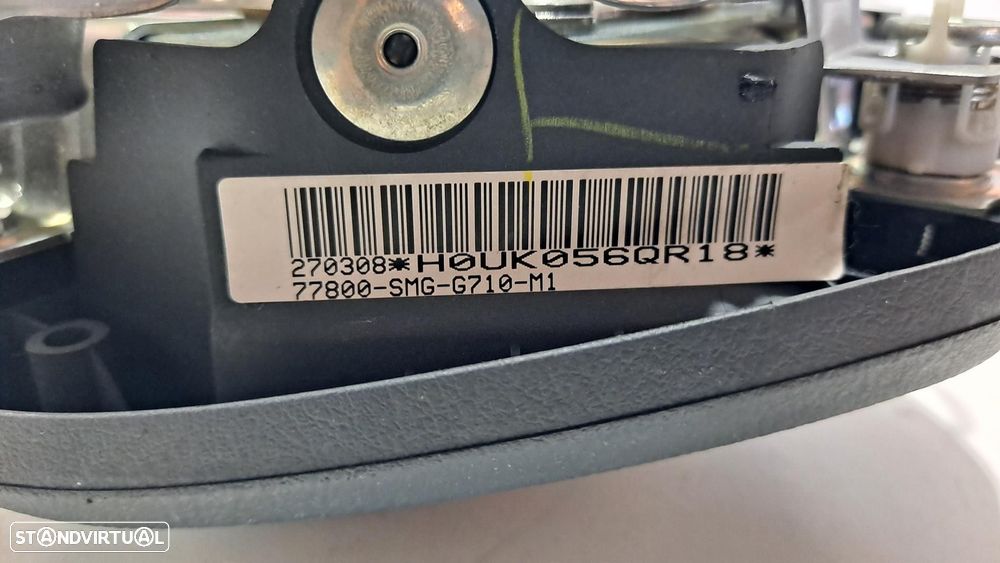 270308*H0UK056QR18*
77800-SMG-G710-M1
STANDVIRTUAL